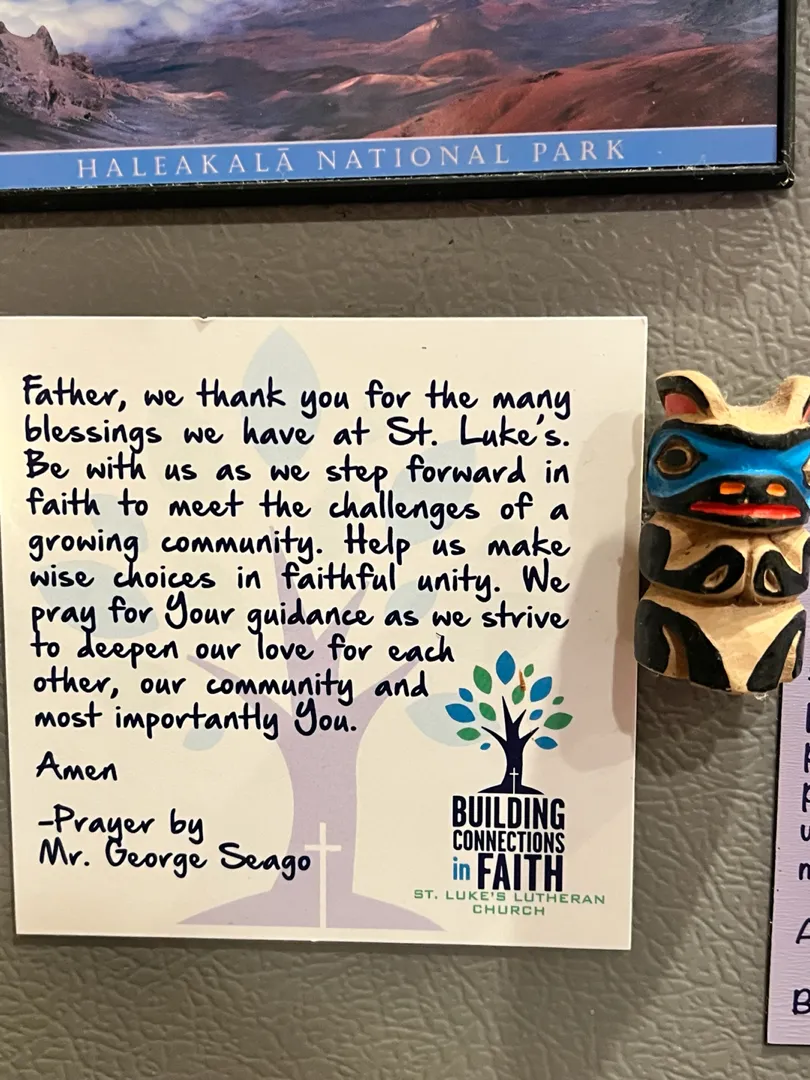 HALEAKALĀ NATIONAL PARK
Father, we thank you for the many
blessings we have at St. Luke's.
Be with us as we step forward in
faith to meet the challenges of a
growing community. Help us make
wise choices in faithful unity. We
pray for Your guidance as we strive
to deepen our love for each
other, our community and
most importantly You.
Amen
-Prayer by
Mr. George Seago
BUILDING
CONNECTIONS
in FAITH
ST. LUKE'S LUTHERAN
CHURCH